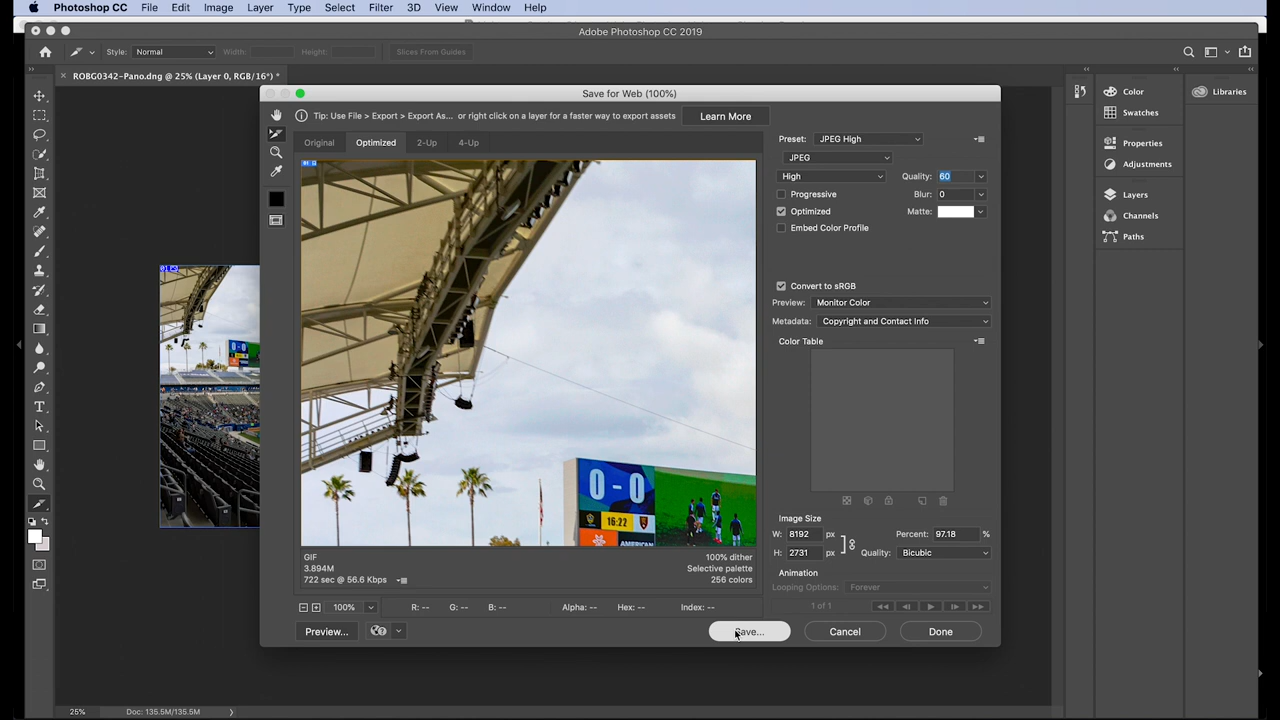 Photoshop CC File Edit Image Layer Type Select Filter 3D View Window Help
Adobe Photoshop CC 2019
Style: Normal Width: Height: Slices From Guides
× ROBG0342-Pano.dng @ 25% (Layer 0, RGB/16*) *
Save for Web (100%)
Tip: Use File > Export > Export As... or right click on a layer for a faster way to export assets Learn More
Original Optimized 2-Up 4-Up
Preset: JPEG High
JPEG
High Quality: 60
Progressive Blur: 0
Optimized Matte:
Embed Color Profile
Convert to sRGB
Preview: Monitor Color
Metadata: Copyright and Contact Info
Color Table
Color
Swatches
Properties
Adjustments
Layers
Channels
Paths
Libraries
01
01
0-0
0-0
16:22
AMERICAN
GIF 100% dither
3.894M Selective palette
722 sec @ 56.6 Kbps 256 colors
Image Size
W: 8192 px Percent: 97.18 %
H: 2731 px Quality: Bicubic
Animation
Looping Options: Forever
1 of 1
100% R: -- G: -- B: -- Alpha: -- Hex: -- Index: --
Preview... Save... Cancel Done
25% Doc: 135.5M/135.5M